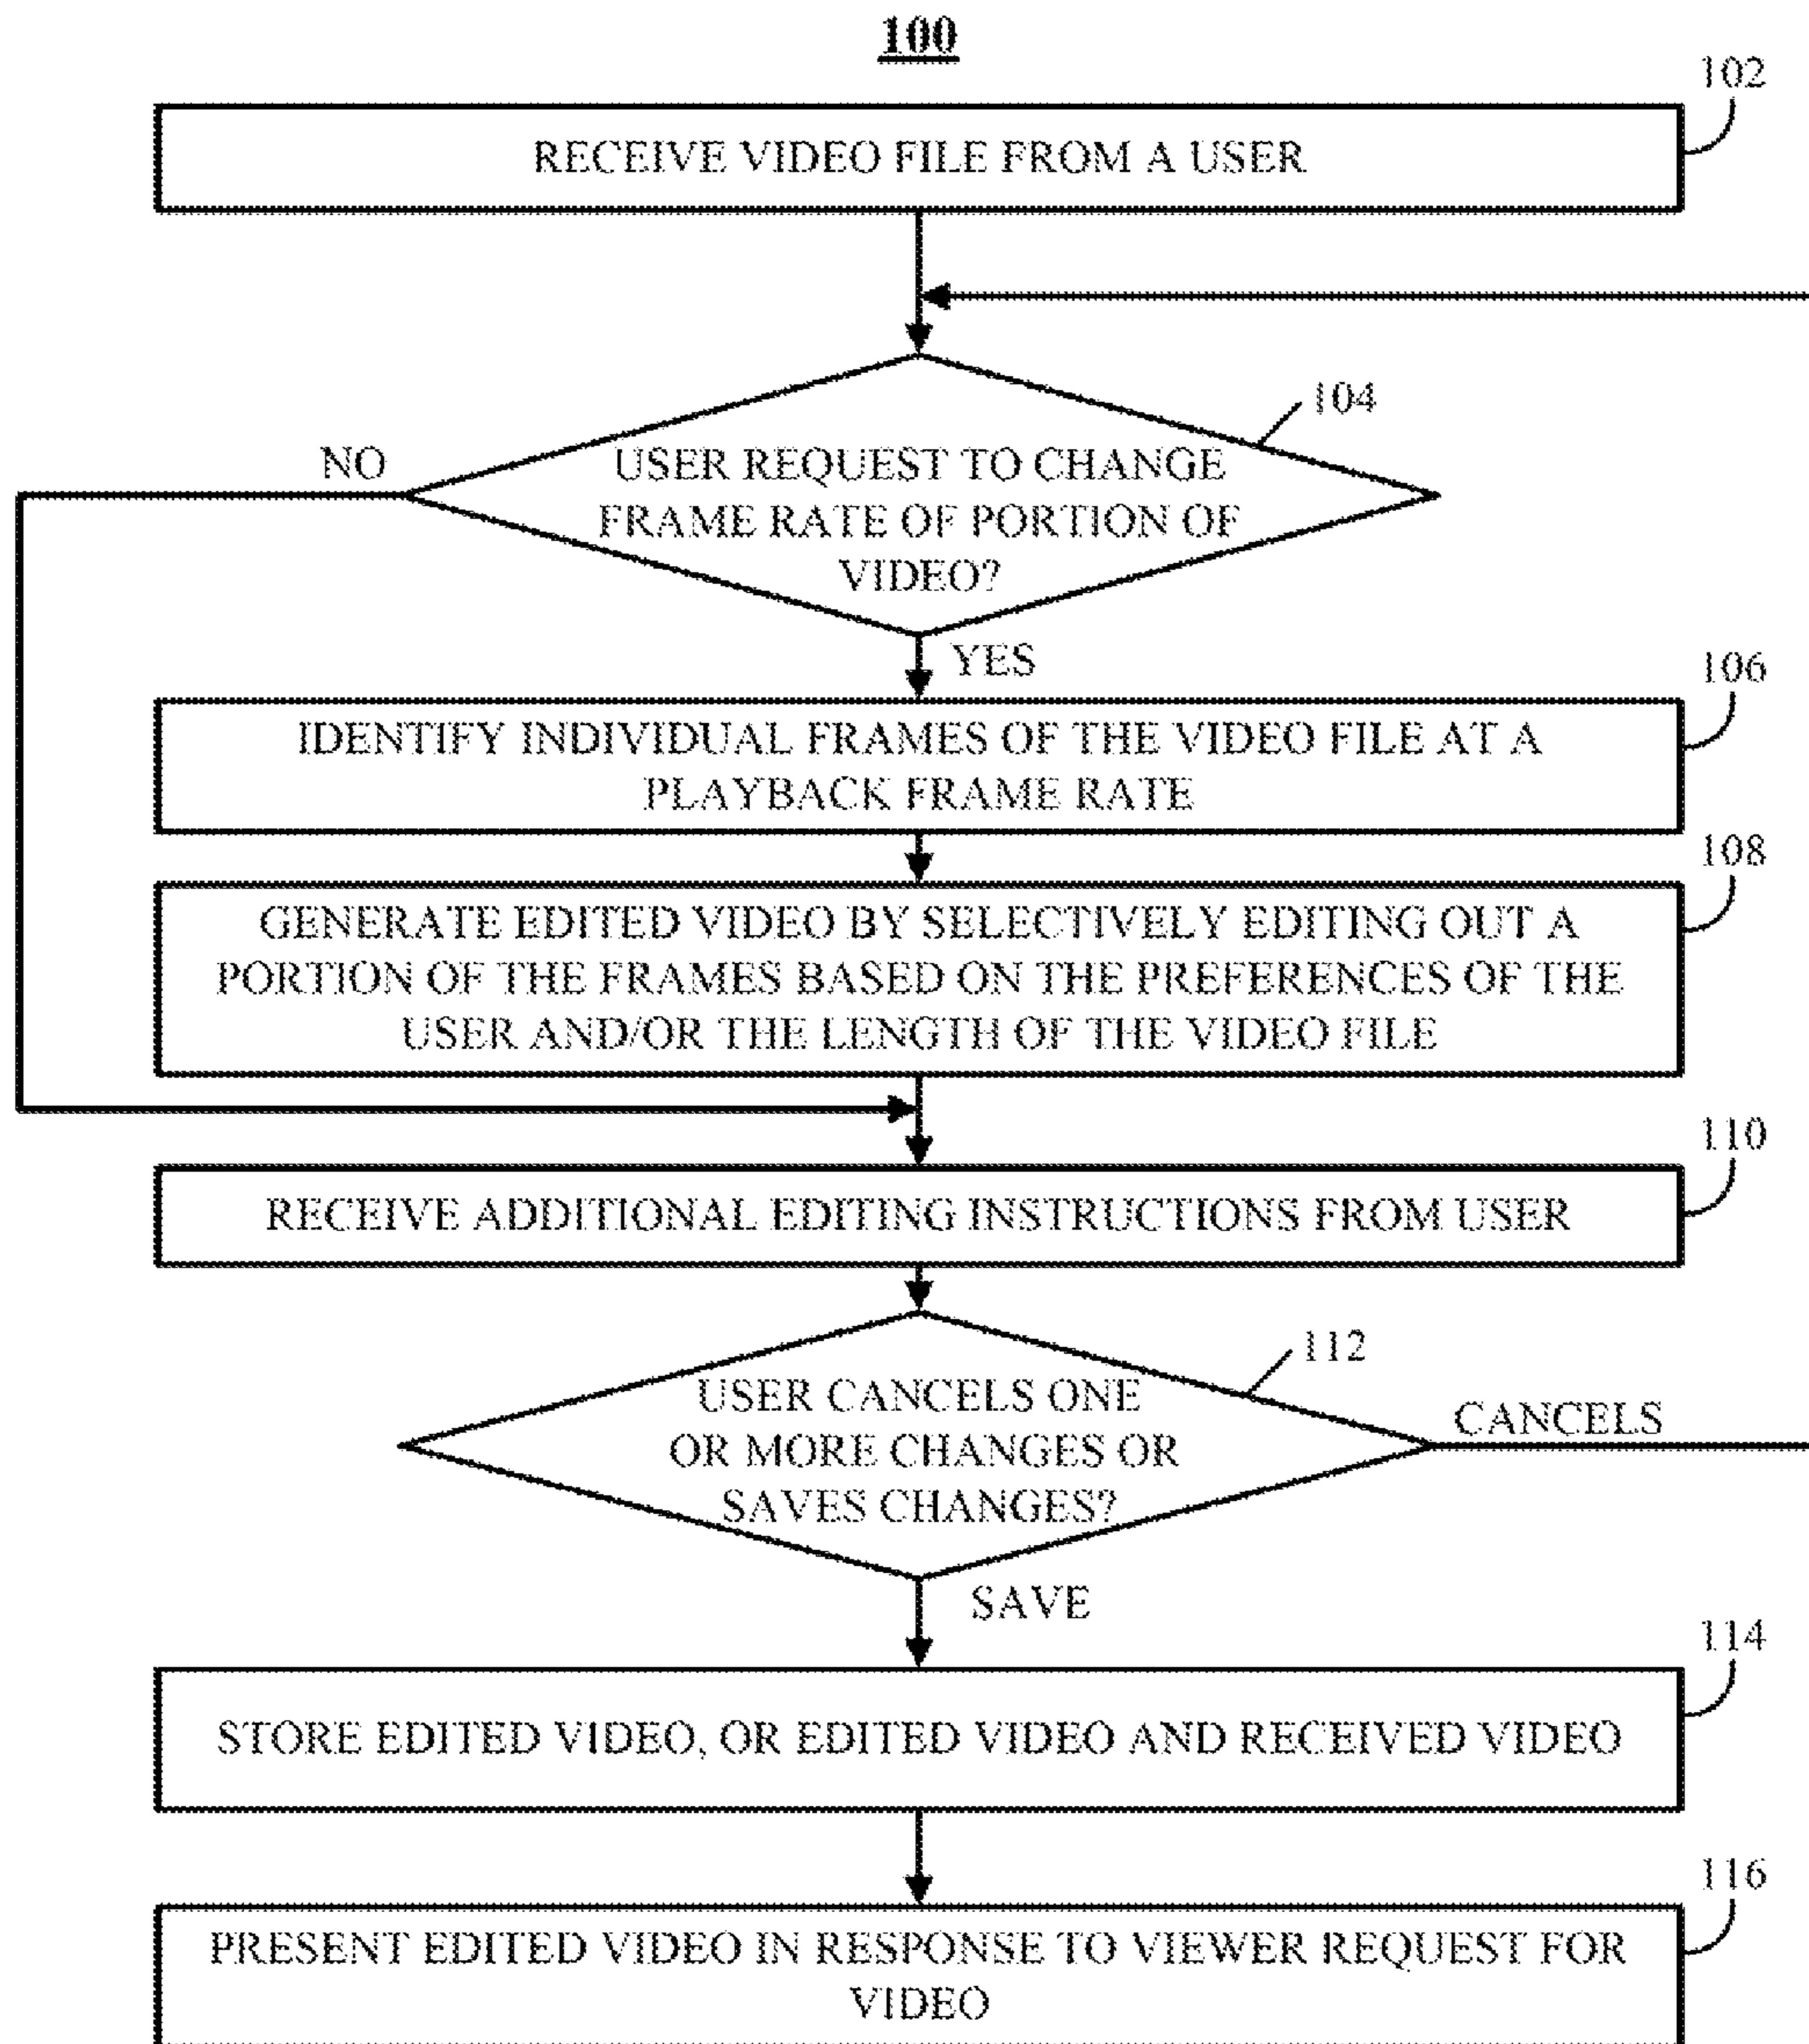 100
102
RECEIVE VIDEO FILE FROM A USER
104
NO
USER REQUEST TO CHANGE
FRAME RATE OF PORTION OF
VIDEO?
YES
106
IDENTIFY INDIVIDUAL FRAMES OF THE VIDEO FILE AT A
PLAYBACK FRAME RATE
108
GENERATE EDITED VIDEO BY SELECTIVELY EDITING OUT A
PORTION OF THE FRAMES BASED ON THE PREFERENCES OF THE
USER AND/OR THE LENGTH OF THE VIDEO FILE
110
RECEIVE ADDITIONAL EDITING INSTRUCTIONS FROM USER
112
USER CANCELS ONE
OR MORE CHANGES OR
SAVES CHANGES?
CANCELS
SAVE
114
STORE EDITED VIDEO, OR EDITED VIDEO AND RECEIVED VIDEO
116
PRESENT EDITED VIDEO IN RESPONSE TO VIEWER REQUEST FOR
VIDEO